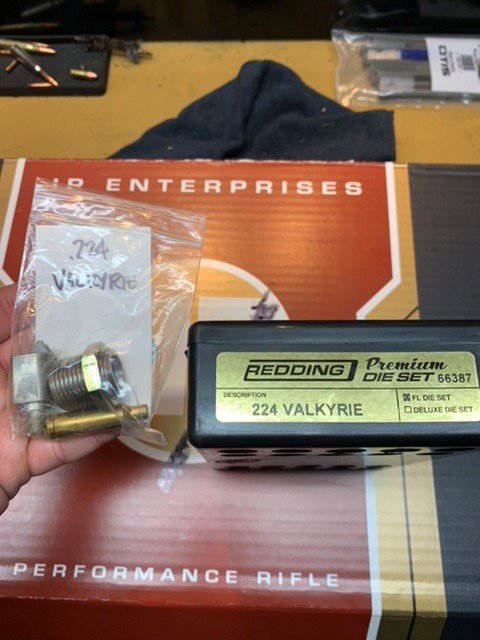 OTIS
JP ENTERPRISES
.224
VALKYRIE
REDDING Premium
DIE SET 66387
DESCRIPTION
224 VALKYRIE
FL DIE SET
DELUXE DIE SET
PERFORMANCE RIFLE